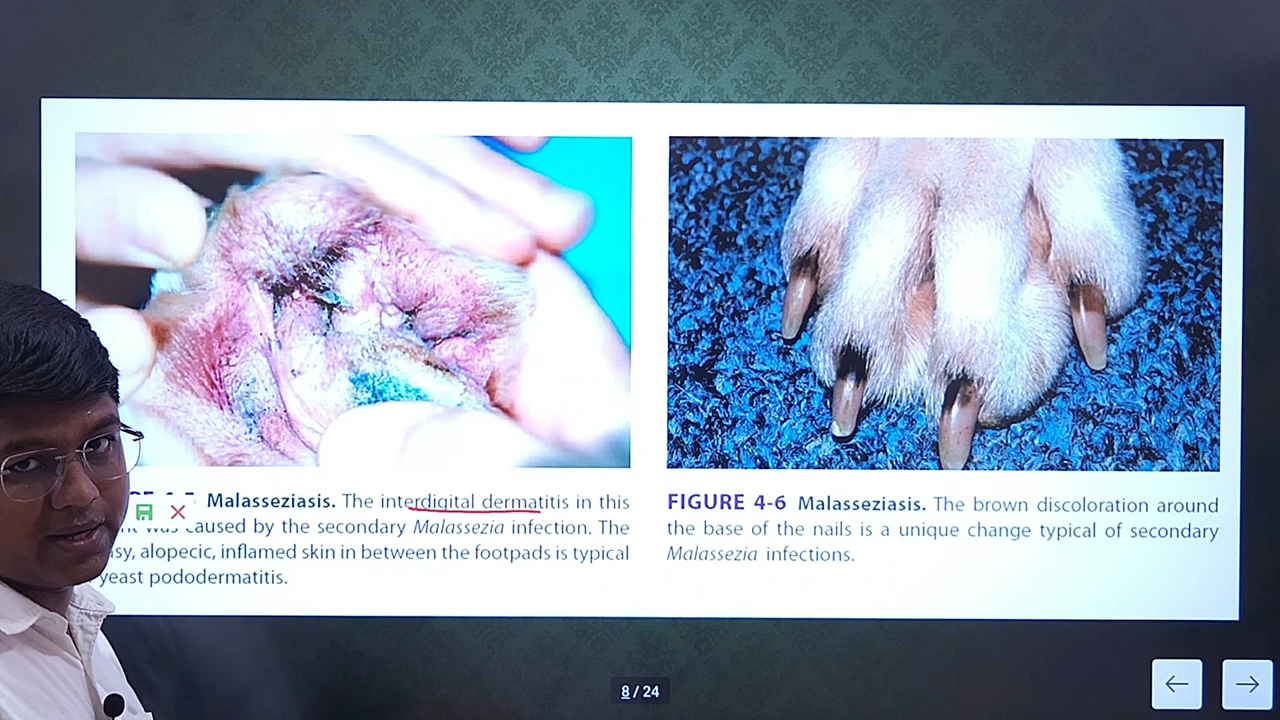 Malasseziasis. The interdigital dermatitis in this
caused by the secondary Malassezia infection. The
alopecic, inflamed skin in between the footpads is typical
yeast pododermatitis.
FIGURE 4-6 Malasseziasis. The brown discoloration around
the base of the nails is a unique change typical of secondary
Malassezia infections.
8 / 24